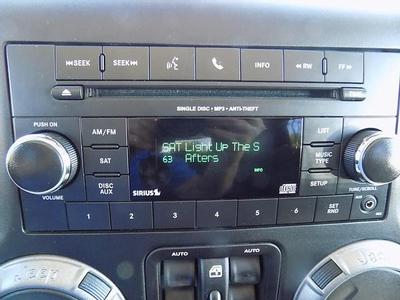 SEEK SEEK INFO RW FF
SINGLE DISC • MP3 • ANTI-THEFT
PUSH ON
AM/FM
SAT
DISC
AUX
VOLUME
SAT Light Up The S
63 Afters
INFO
SIRIUS
LIST
MUSIC
TYPE
SETUP
TUNE/SCROLL
1 2 3 4 5 6 SET
RND
AUTO AUTO
Jeep Jeep